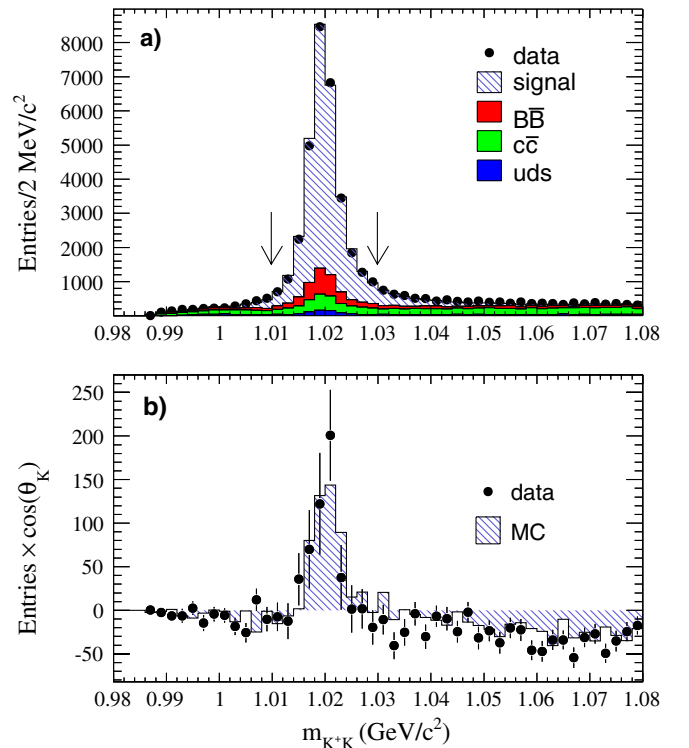 a)
data
signal
BB̅
cc̅
uds
Entries/2 MeV/c²
8000
7000
6000
5000
4000
3000
2000
1000
0.98 0.99 1 1.01 1.02 1.03 1.04 1.05 1.06 1.07 1.08
b)
data
MC
Entries × cos(θ_K)
250
200
150
100
50
-0
-50
0.98 0.99 1 1.01 1.02 1.03 1.04 1.05 1.06 1.07 1.08
m_K⁺K (GeV/c²)